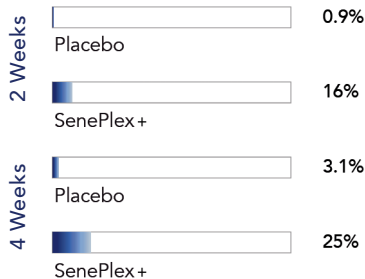 2 Weeks
0.9%
Placebo
16%
SenePlex+
4 Weeks
3.1%
Placebo
25%
SenePlex+